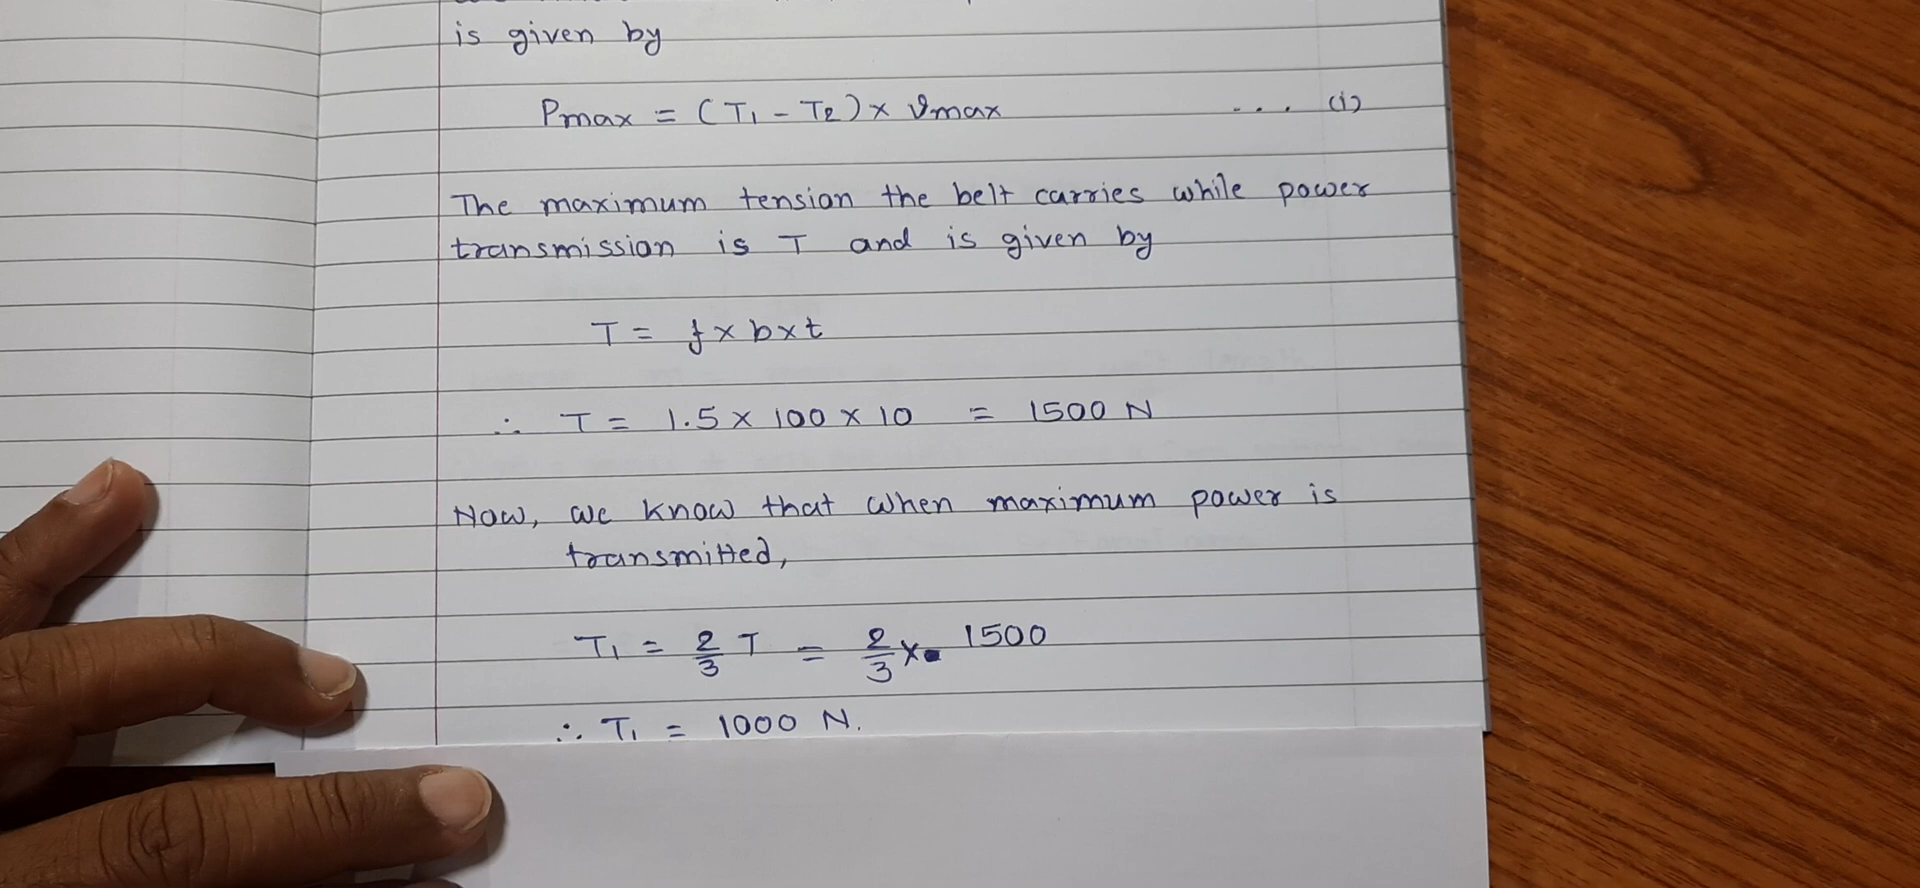 is given by
Pmax = (T1 - T2) × vmax ... (i)
The maximum tension the belt carries while power
transmission is T and is given by
T = f × b × t
∴ T = 1.5 × 100 × 10 = 1500 N
Now, we know that when maximum power is
transmitted,
T1 = 2/3 T = 2/3 × 1500
∴ T1 = 1000 N.